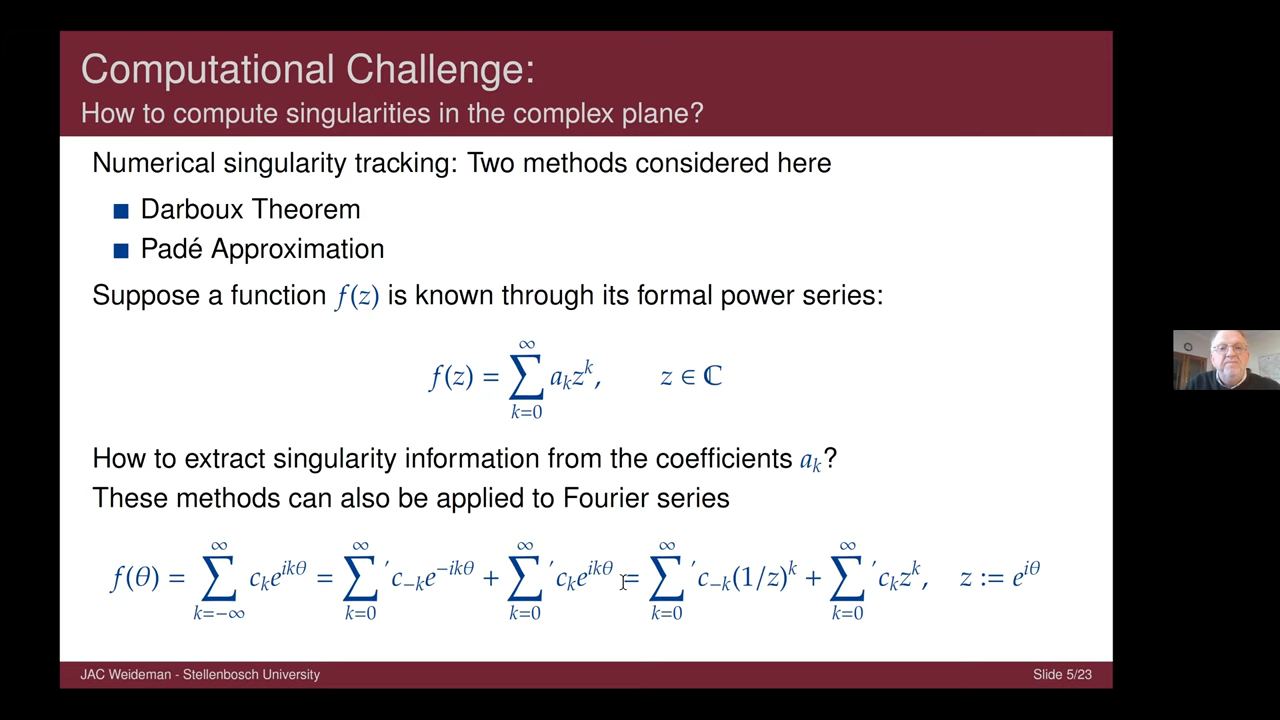 Computational Challenge:
How to compute singularities in the complex plane?
Numerical singularity tracking: Two methods considered here
Darboux Theorem
Padé Approximation
Suppose a function f(z) is known through its formal power series:
f(z) = ∑_{k=0}^{∞} a_k z^k, z ∈ ℂ
How to extract singularity information from the coefficients a_k?
These methods can also be applied to Fourier series
f(θ) = ∑_{k=−∞}^{∞} c_k e^{ikθ} = ∑_{k=0}^{∞}′ c_{−k} e^{−ikθ} + ∑_{k=0}^{∞}′ c_k e^{ikθ} = ∑_{k=0}^{∞}′ c_{−k} (1/z)^k + ∑_{k=0}^{∞}′ c_k z^k, z := e^{iθ}
JAC Weideman - Stellenbosch University Slide 5/23